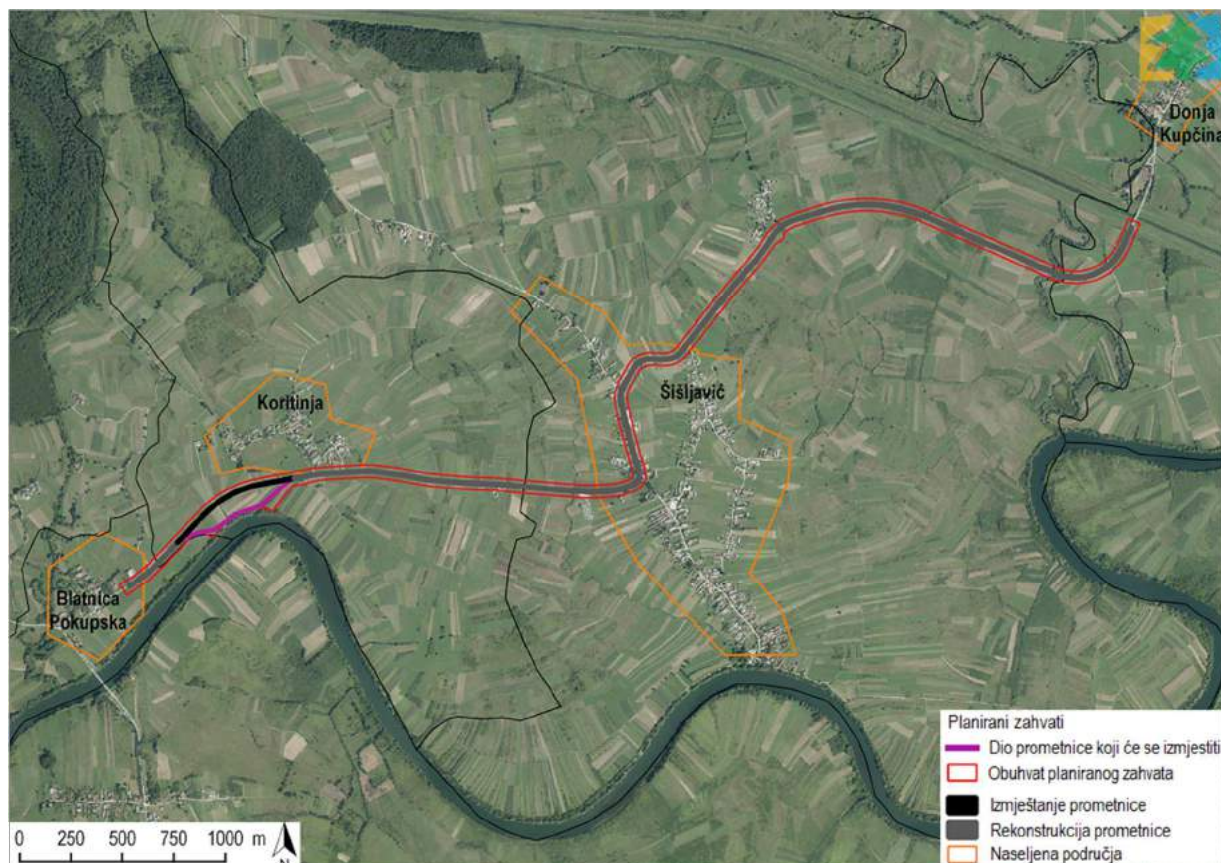 Donja
Kupčina
Šišljavić
Koritinja
Blatnica
Pokupska
Planirani zahvati
Dio prometnice koji će se izmjestiti
Obuhvat planiranog zahvata
Izmještanje prometnice
Rekonstrukcija prometnice
Naseljena područja
0 250 500 750 1000 m
N